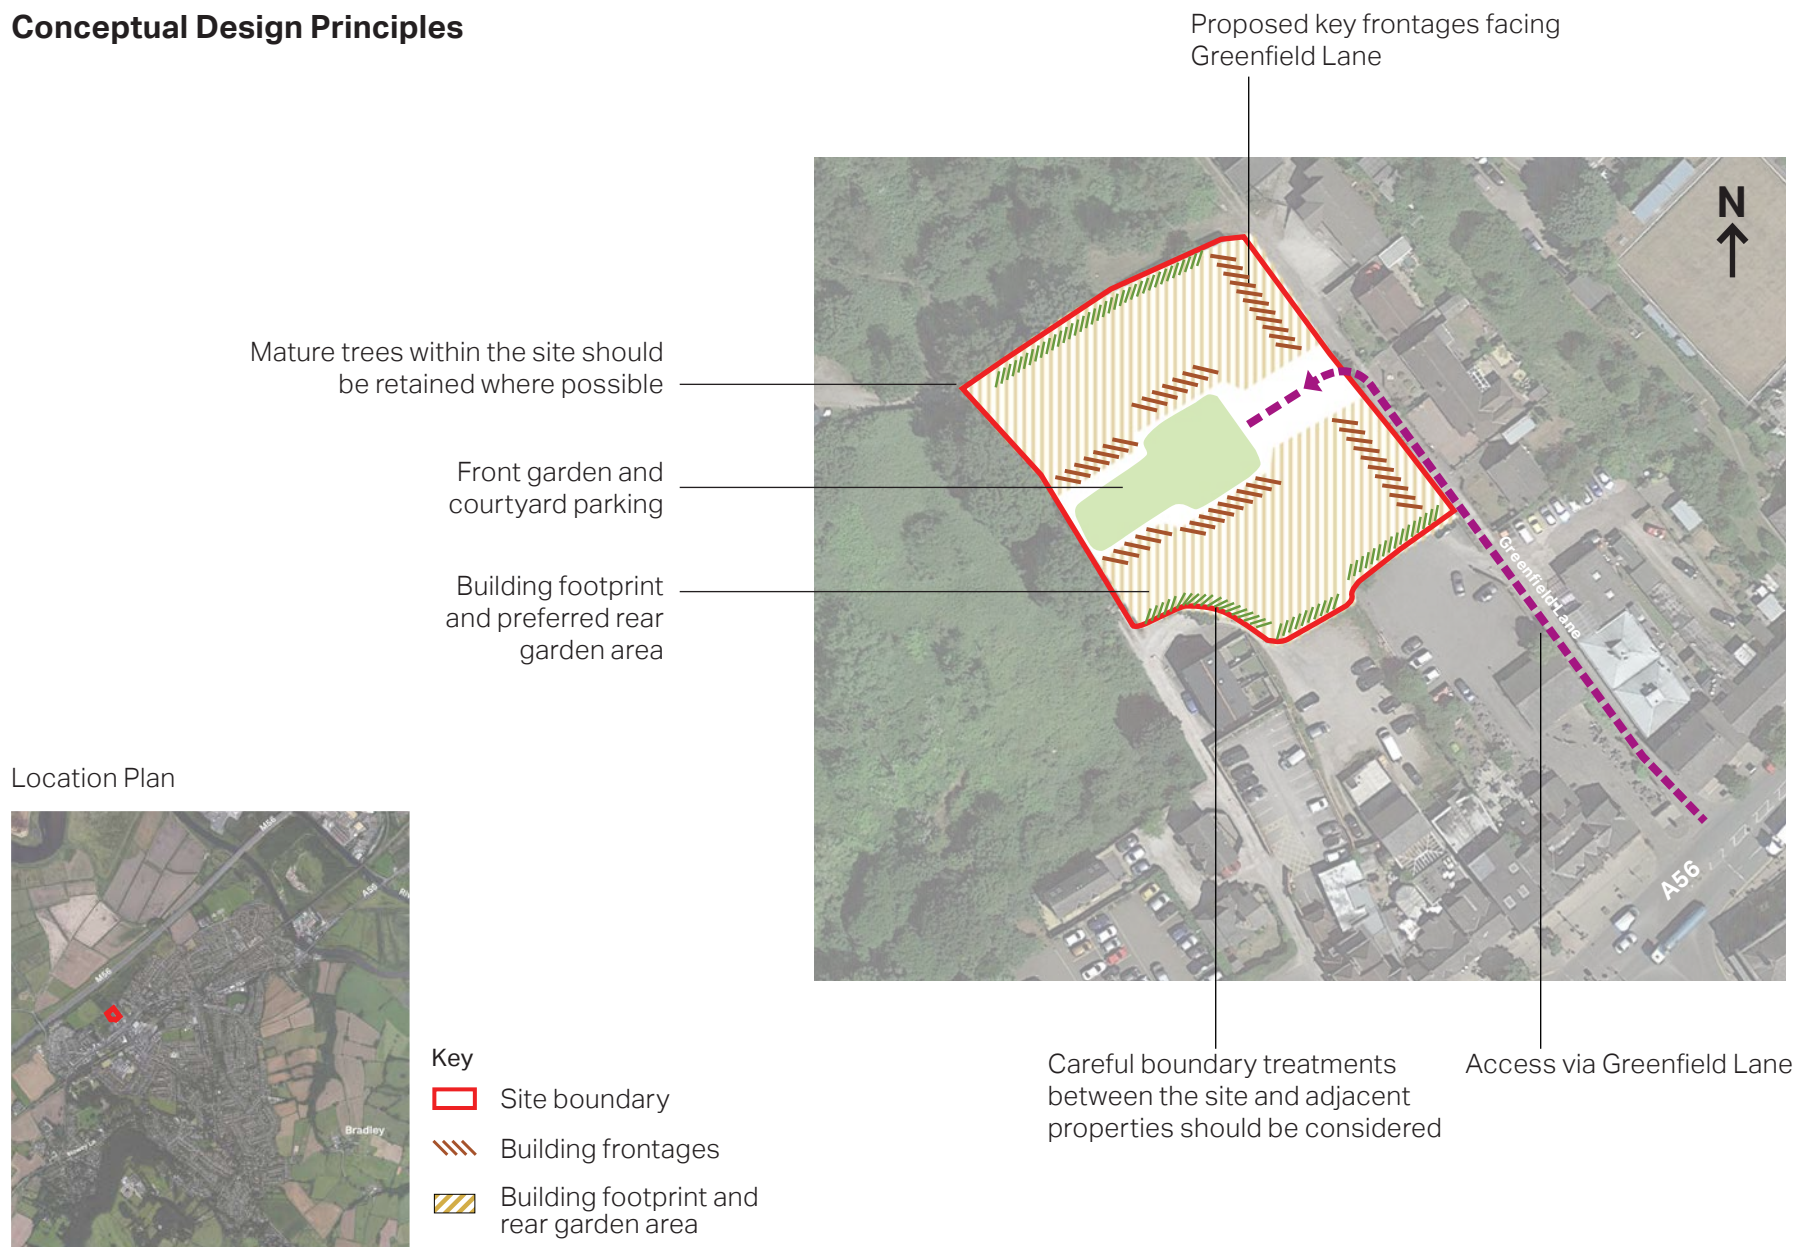 Conceptual Design Principles
Proposed key frontages facing
Greenfield Lane
N
Mature trees within the site should
be retained where possible
Front garden and
courtyard parking
Building footprint
and preferred rear
garden area
Greenfield Lane
A56
Location Plan
M56
A56
M56
Bradley
Key
Site boundary
Building frontages
Building footprint and
rear garden area
Careful boundary treatments
between the site and adjacent
properties should be considered
Access via Greenfield Lane